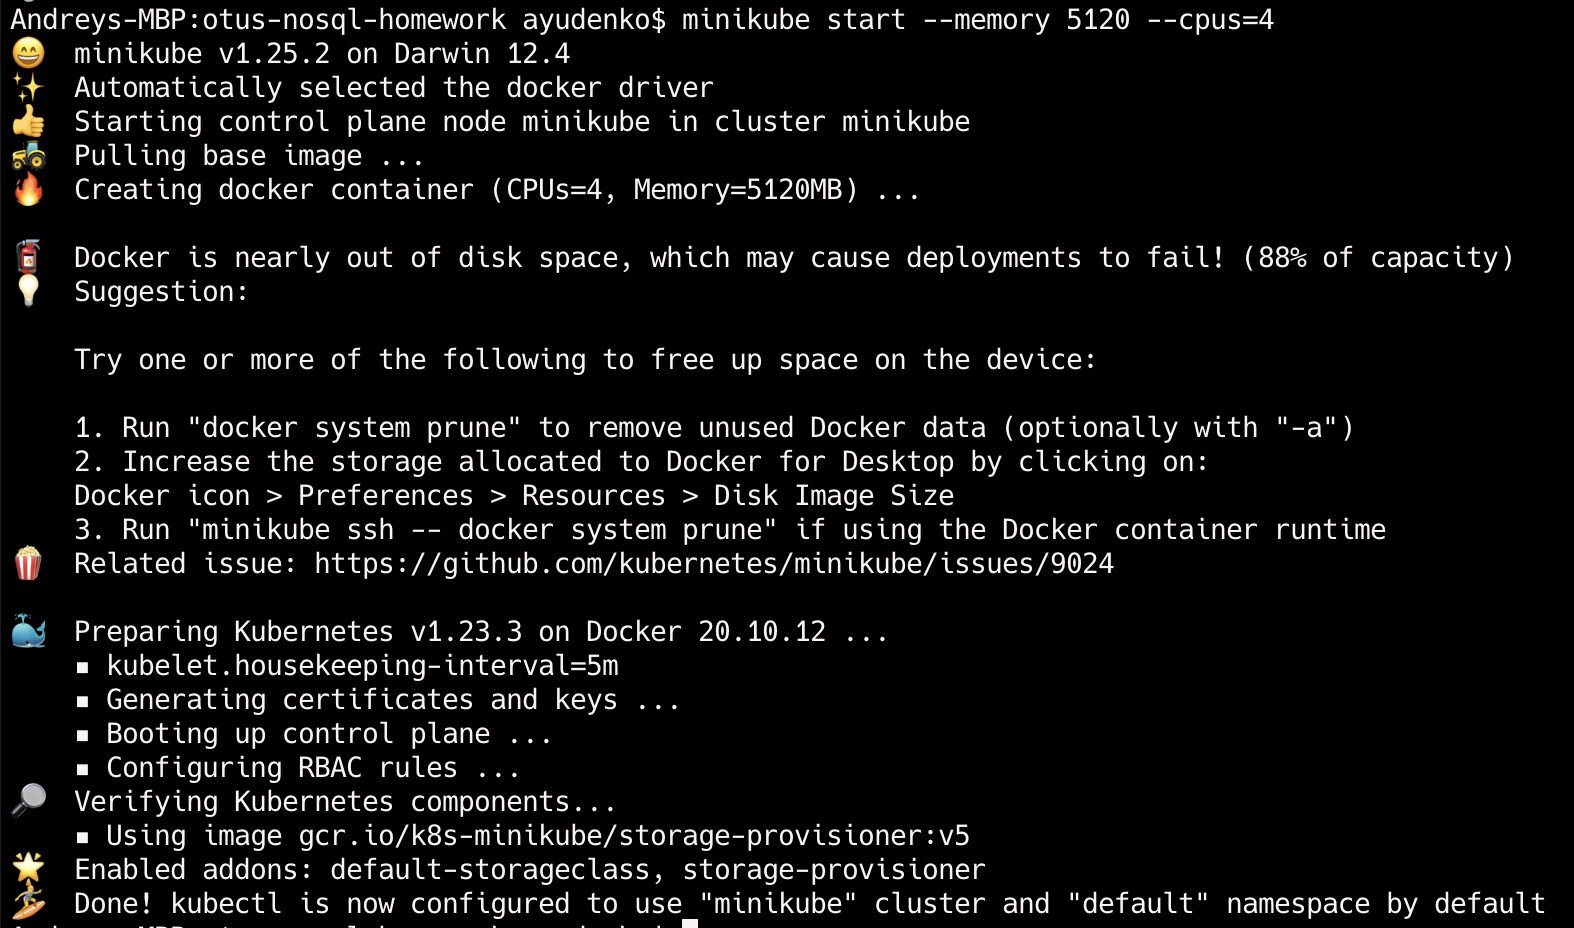 Andreys-MBP:otus-nosql-homework ayudenko$ minikube start --memory 5120 --cpus=4
minikube v1.25.2 on Darwin 12.4
Automatically selected the docker driver
Starting control plane node minikube in cluster minikube
Pulling base image ...
Creating docker container (CPUs=4, Memory=5120MB) ...
Docker is nearly out of disk space, which may cause deployments to fail! (88% of capacity)
Suggestion:
Try one or more of the following to free up space on the device:
1. Run "docker system prune" to remove unused Docker data (optionally with "-a")
2. Increase the storage allocated to Docker for Desktop by clicking on:
Docker icon > Preferences > Resources > Disk Image Size
3. Run "minikube ssh -- docker system prune" if using the Docker container runtime
Related issue: https://github.com/kubernetes/minikube/issues/9024
Preparing Kubernetes v1.23.3 on Docker 20.10.12 ...
▪ kubelet.housekeeping-interval=5m
▪ Generating certificates and keys ...
▪ Booting up control plane ...
▪ Configuring RBAC rules ...
Verifying Kubernetes components...
▪ Using image gcr.io/k8s-minikube/storage-provisioner:v5
Enabled addons: default-storageclass, storage-provisioner
Done! kubectl is now configured to use "minikube" cluster and "default" namespace by default